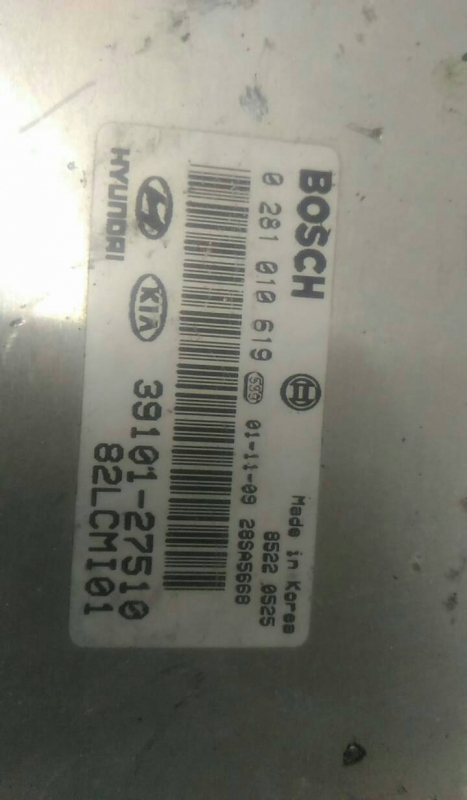 BOSCH
Made in Korea
8522 0525
0 281 010 619 539 01-11-09 28SA5668
HYUNDAI KIA 39101-27510
82LCMI01